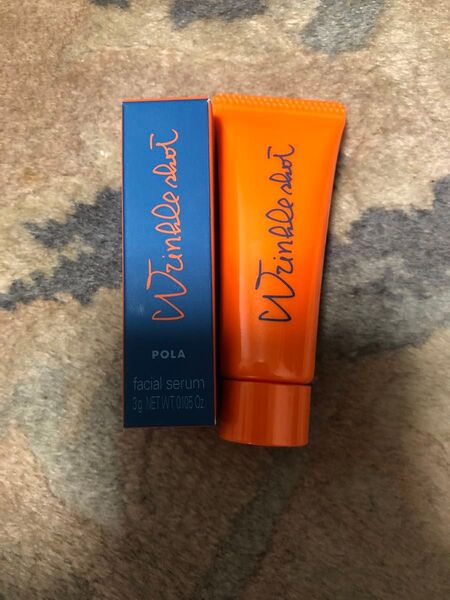 Wrinkle shot
POLA
facial serum
3g NET WT. 0.105 Oz.
Wrinkle shot